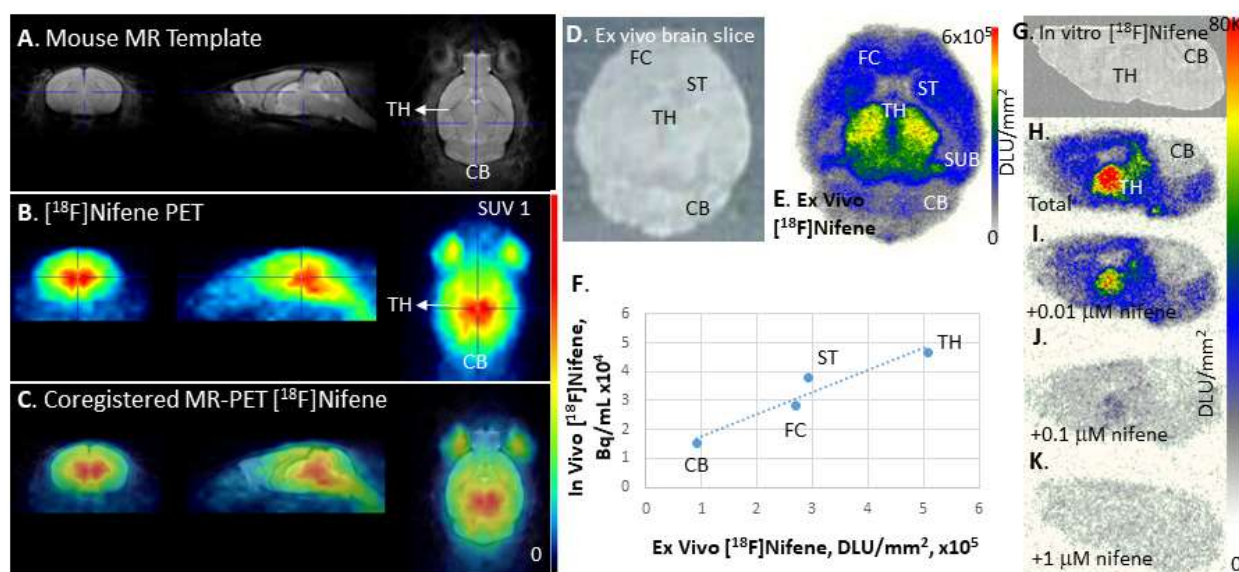 A. Mouse MR Template
TH
CB
B. [¹⁸F]Nifene PET
SUV 1
TH
CB
C. Coregistered MR-PET [¹⁸F]Nifene
0
D. Ex vivo brain slice
FC
ST
TH
CB
6x10⁵
FC
ST
TH
SUB
CB
DLU/mm²
E. Ex Vivo
[¹⁸F]Nifene
0
F.
In Vivo [¹⁸F]Nifene,
Bq/mL x10⁴
6
5
4
3
2
1
0
TH
ST
FC
CB
0 1 2 3 4 5 6
Ex Vivo [¹⁸F]Nifene, DLU/mm², x10⁵
G. In vitro [¹⁸F]Nifene
80K
CB
TH
H.
CB
TH
Total
I.
+0.01 μM nifene
J.
DLU/mm²
+0.1 μM nifene
K.
+1 μM nifene
0